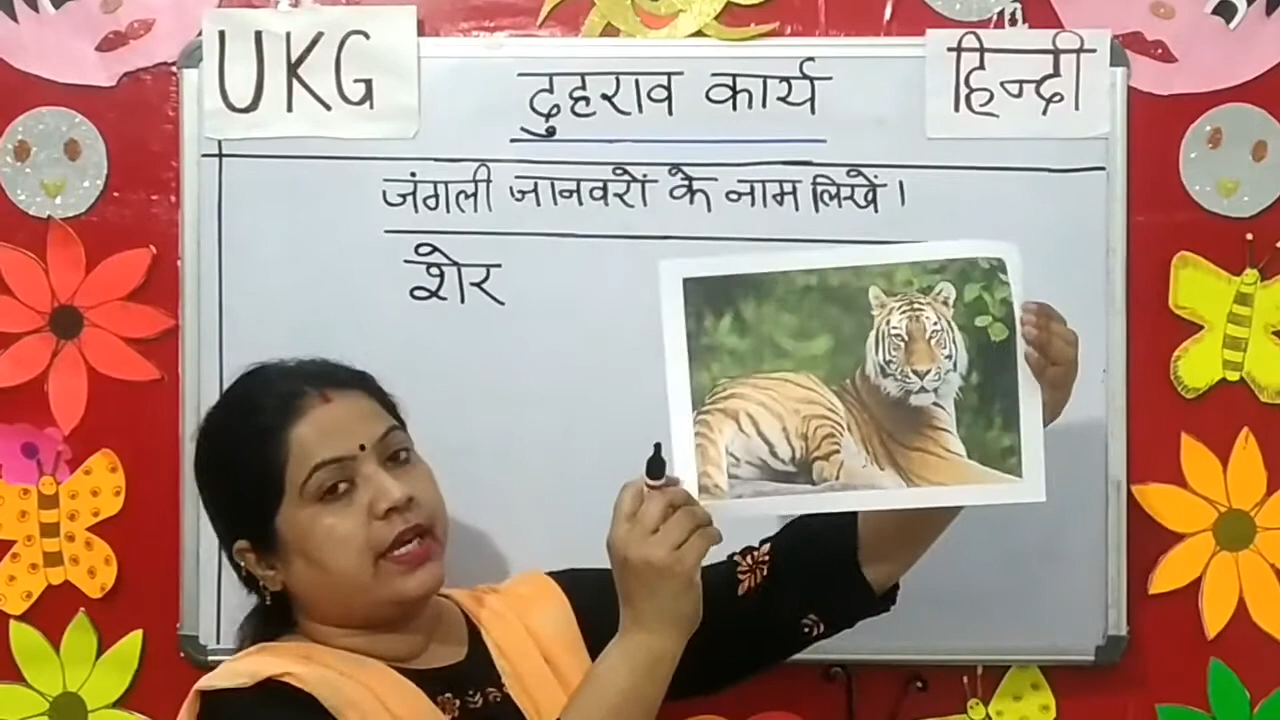 UKG
दुहराव कार्य
हिन्दी
जंगली जानवरों के नाम लिखें।
शेर